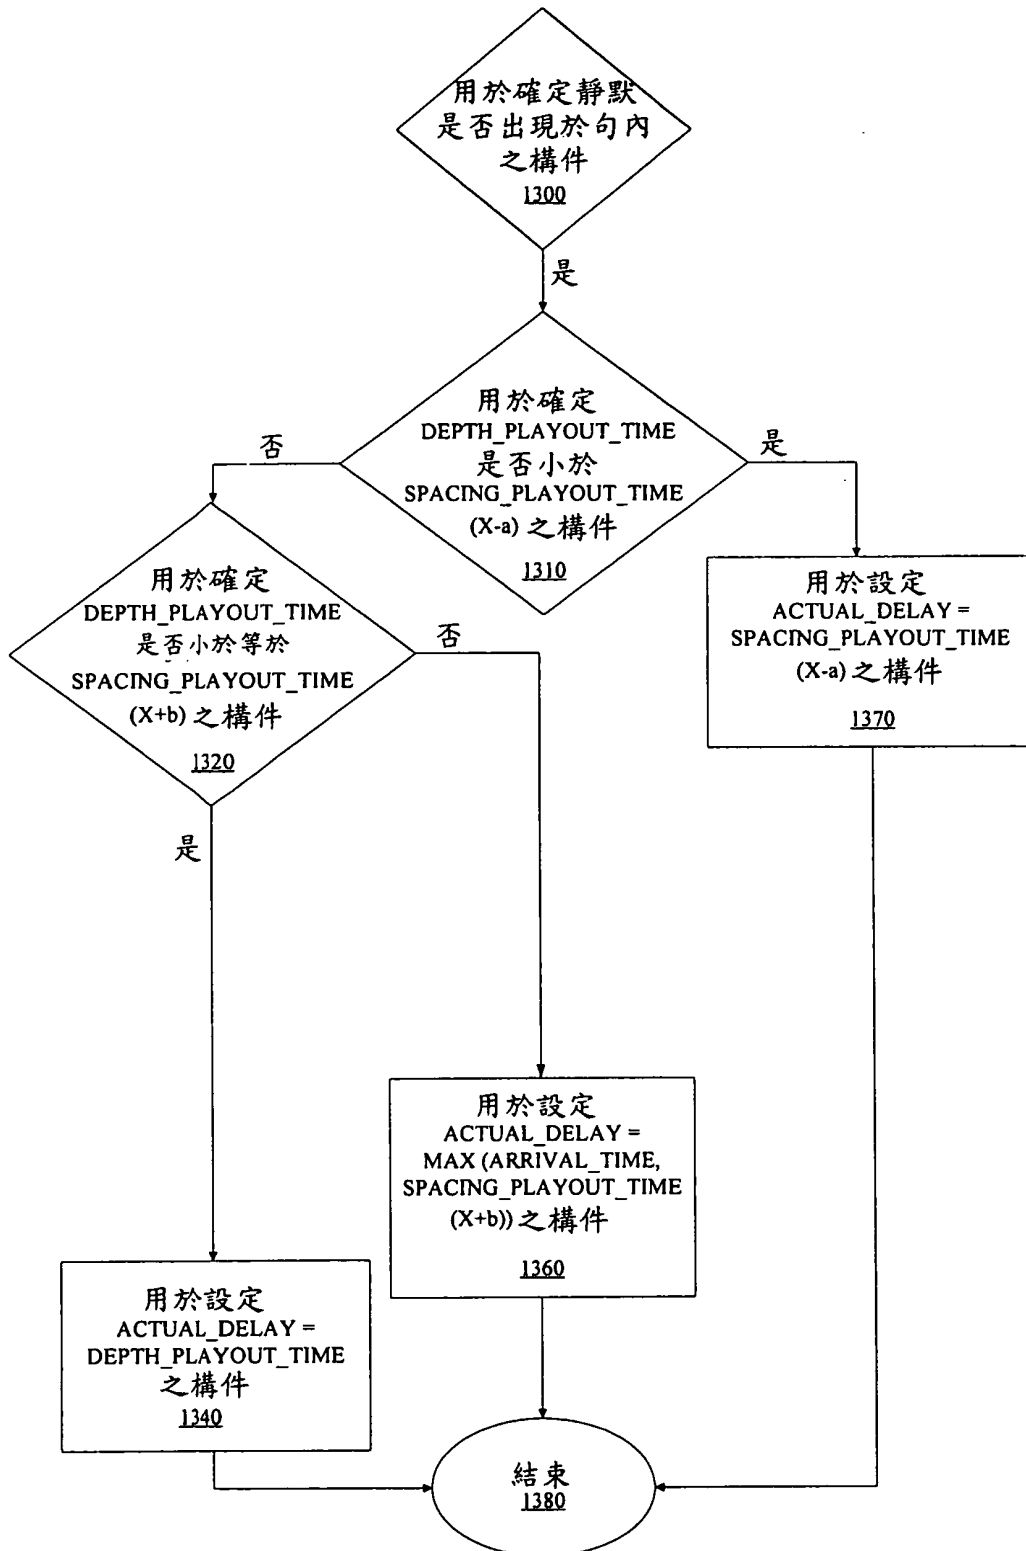 用於確定靜默
是否出現於句內
之構件
1300
是
用於確定
DEPTH_PLAYOUT_TIME
是否小於
SPACING_PLAYOUT_TIME
(X-a) 之構件
1310
否
是
用於確定
DEPTH_PLAYOUT_TIME
是否小於等於
SPACING_PLAYOUT_TIME
(X+b) 之構件
1320
否
是
用於設定
ACTUAL_DELAY =
SPACING_PLAYOUT_TIME
(X-a) 之構件
1370
用於設定
ACTUAL_DELAY =
MAX (ARRIVAL_TIME,
SPACING_PLAYOUT_TIME
(X+b)) 之構件
1360
用於設定
ACTUAL_DELAY =
DEPTH_PLAYOUT_TIME
之構件
1340
結束
1380